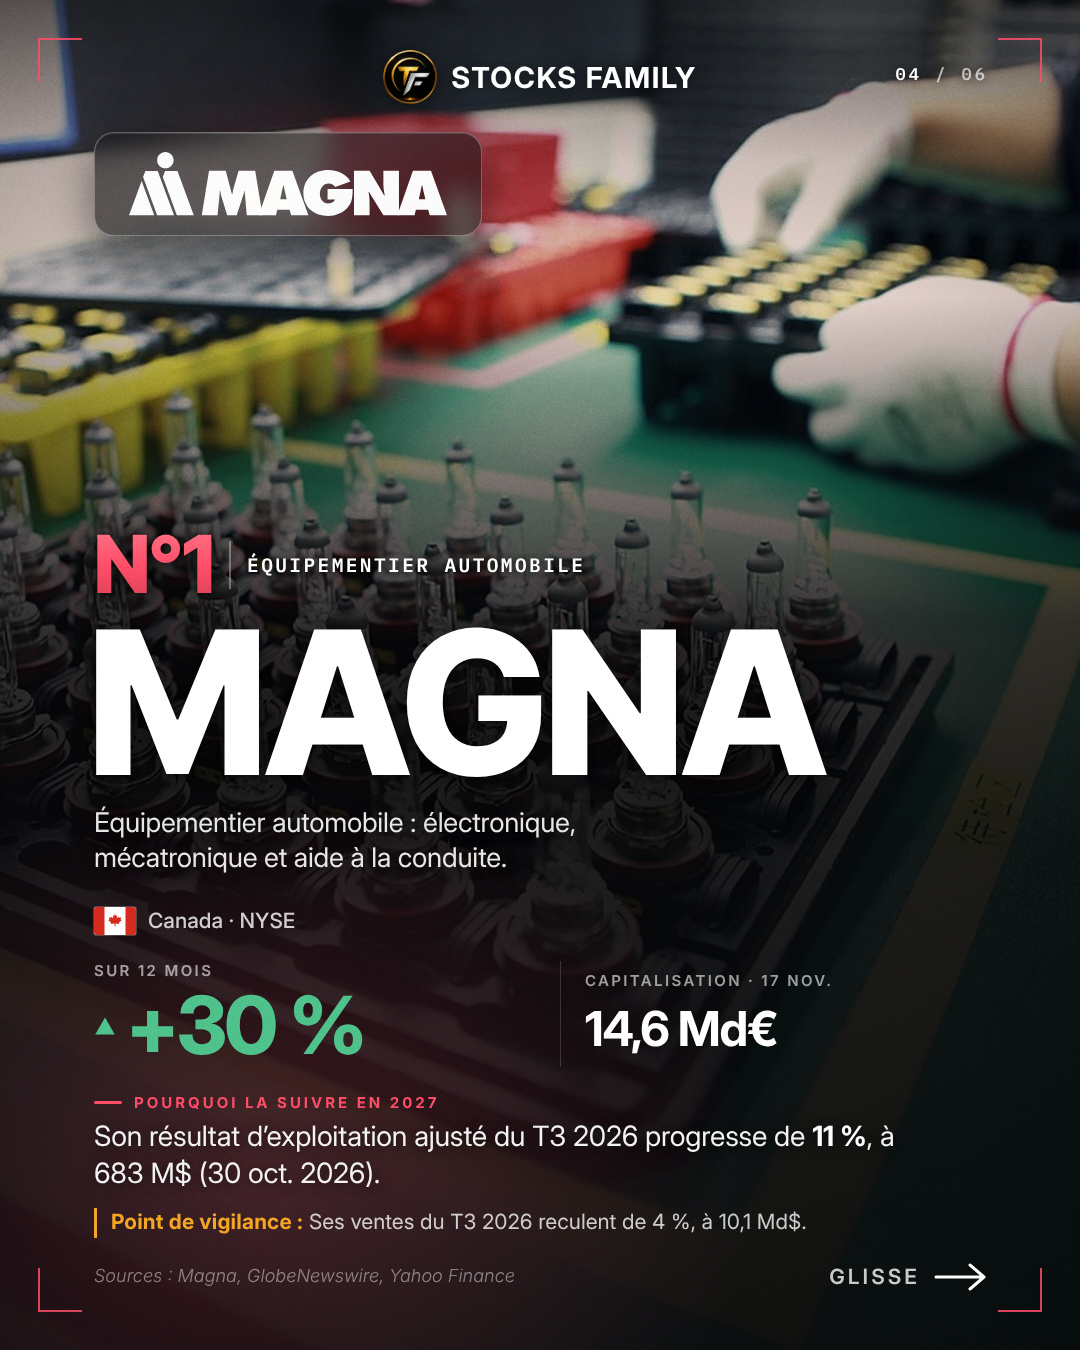 STOCKS FAMILY
04 / 06
MAGNA
N°1
ÉQUIPEMENTIER AUTOMOBILE
MAGNA
Équipementier automobile : électronique,
mécatronique et aide à la conduite.
Canada · NYSE
SUR 12 MOIS
▲ +30 %
CAPITALISATION · 17 NOV.
14,6 Md€
POURQUOI LA SUIVRE EN 2027
Son résultat d’exploitation ajusté du T3 2026 progresse de 11 %, à
683 M$ (30 oct. 2026).
Point de vigilance : Ses ventes du T3 2026 reculent de 4 %, à 10,1 Md$.
Sources : Magna, GlobeNewswire, Yahoo Finance
GLISSE →